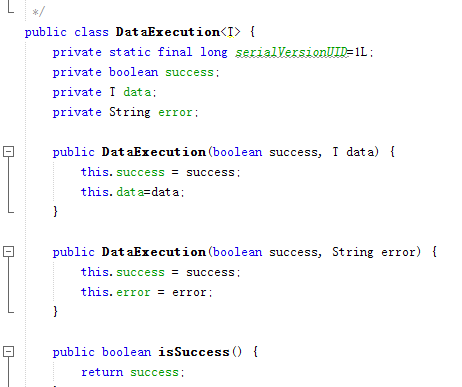 */
public class DataExecution<T> {
private static final long serialVersionUID=1L;
private boolean success;
private T data;
private String error;
public DataExecution(boolean success, T data) {
this.success = success;
this.data=data;
}
public DataExecution(boolean success, String error) {
this.success = success;
this.error = error;
}
public boolean isSuccess() {
return success;